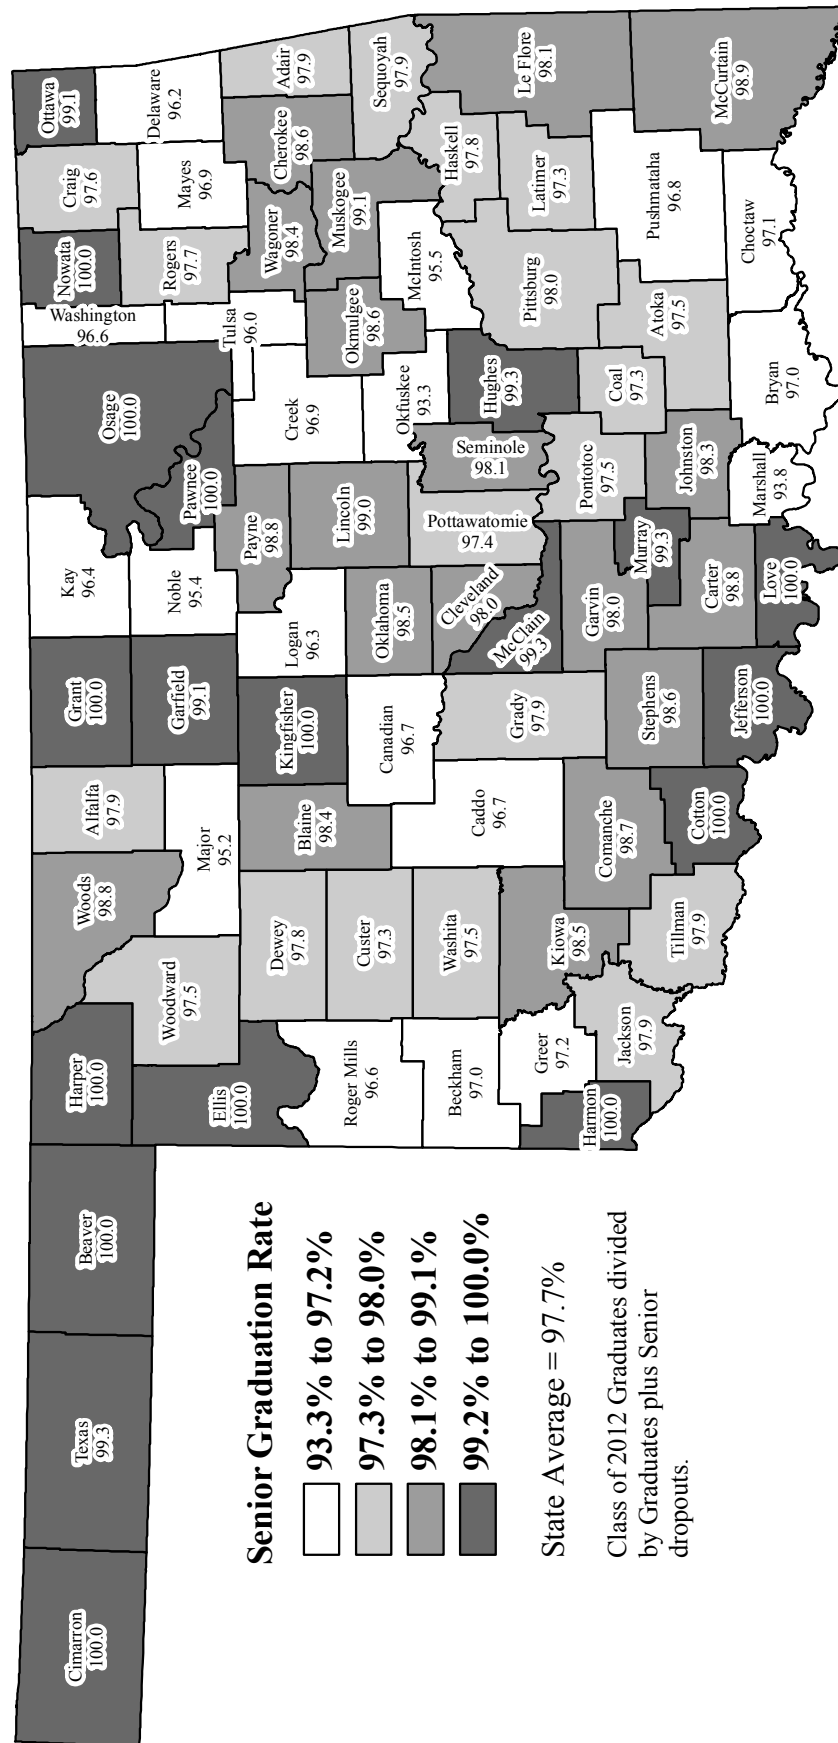 Cimarron
100.0
Texas
99.3
Beaver
100.0
Harper
100.0
Woods
98.8
Alfalfa
97.9
Grant
100.0
Kay
96.4
Osage
100.0
Washington
96.6
Nowata
100.0
Craig
97.6
Ottawa
99.1
Ellis
100.0
Woodward
97.5
Major
95.2
Garfield
99.1
Noble
95.4
Pawnee
100.0
Tulsa
96.0
Rogers
97.7
Mayes
96.9
Delaware
96.2
Roger Mills
96.6
Dewey
97.8
Blaine
98.4
Kingfisher
100.0
Logan
96.3
Payne
98.8
Creek
96.9
Wagoner
98.4
Cherokee
98.6
Adair
97.9
Custer
97.3
Canadian
96.7
Oklahoma
98.5
Lincoln
99.0
Okmulgee
98.6
Muskogee
99.1
Sequoyah
97.9
Beckham
97.0
Washita
97.5
Caddo
96.7
Grady
97.9
Cleveland
98.0
Pottawatomie
97.4
Seminole
98.1
Okfuskee
93.3
McIntosh
95.5
Haskell
97.8
Le Flore
98.1
Greer
97.2
Kiowa
98.5
McClain
99.3
Hughes
99.3
Pittsburg
98.0
Latimer
97.3
Harmon
100.0
Jackson
97.9
Comanche
98.7
Stephens
98.6
Garvin
98.0
Murray
99.3
Pontotoc
97.5
Coal
97.3
Atoka
97.5
Pushmataha
96.8
McCurtain
98.9
Tillman
97.9
Cotton
100.0
Jefferson
100.0
Carter
98.8
Johnston
98.3
Love
100.0
Marshall
93.8
Bryan
97.0
Choctaw
97.1
Senior Graduation Rate
93.3% to 97.2%
97.3% to 98.0%
98.1% to 99.1%
99.2% to 100.0%
State Average = 97.7%
Class of 2012 Graduates divided
by Graduates plus Senior
dropouts.